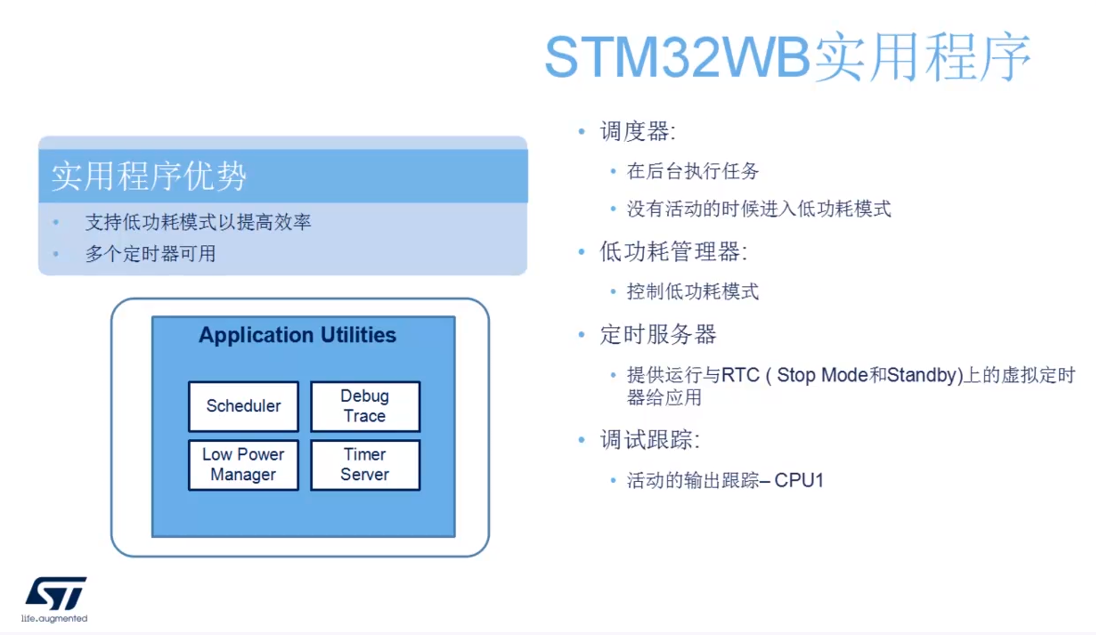 STM32WB实用程序
实用程序优势
支持低功耗模式以提高效率
多个定时器可用
Application Utilities
Scheduler
Debug
Trace
Low Power
Manager
Timer
Server
调度器:
在后台执行任务
没有活动的时候进入低功耗模式
低功耗管理器:
控制低功耗模式
定时服务器
提供运行与RTC ( Stop Mode和Standby)上的虚拟定时
器给应用
调试跟踪:
活动的输出跟踪– CPU1
ST
life.augmented